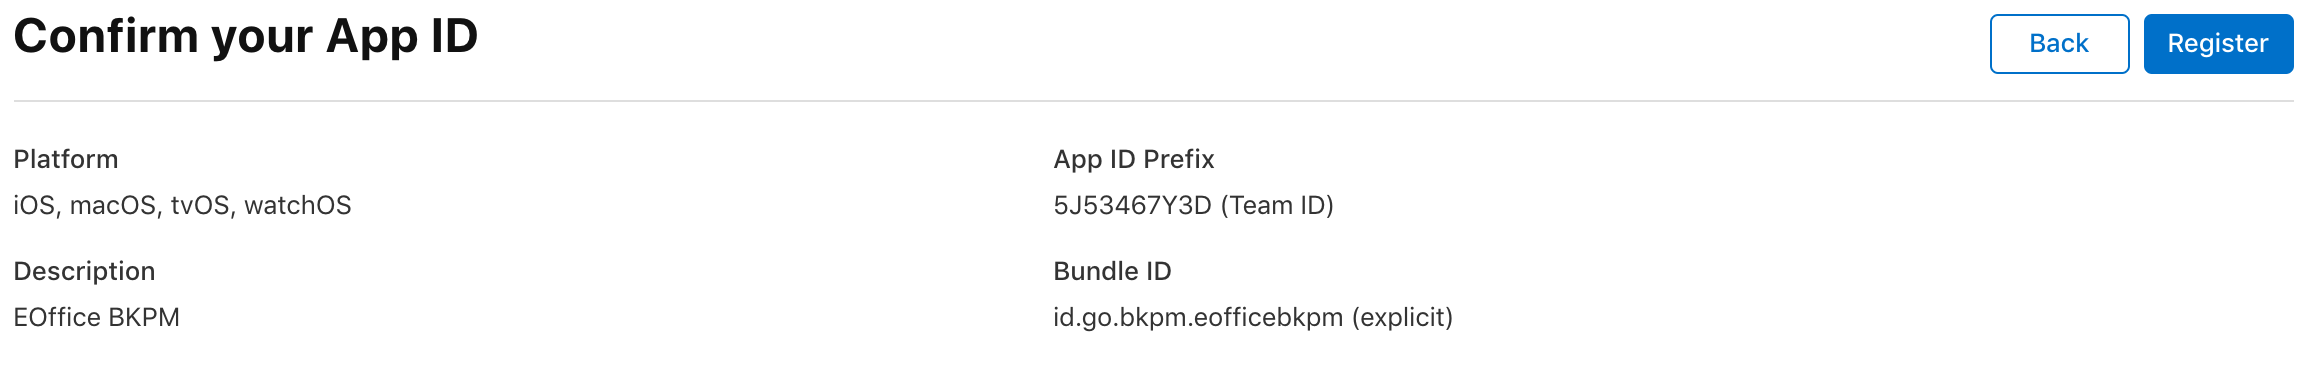 Confirm your App ID
Back
Register
Platform
iOS, macOS, tvOS, watchOS
App ID Prefix
5J53467Y3D (Team ID)
Description
EOffice BKPM
Bundle ID
id.go.bkpm.eofficebkpm (explicit)